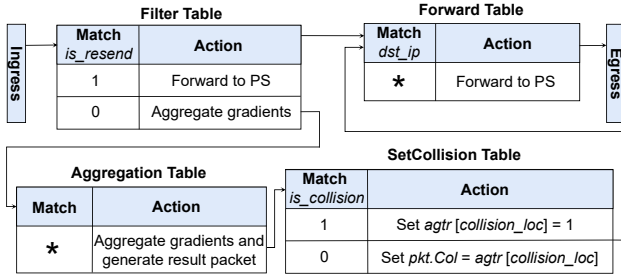 Filter Table
Forward Table
Ingress
Match
is_resend
Action
1
Forward to PS
0
Aggregate gradients
Match
dst_ip
Action
*
Forward to PS
Egress
Aggregation Table
SetCollision Table
Match
Action
*
Aggregate gradients and
generate result packet
Match
is_collision
Action
1
Set agtr [collision_loc] = 1
0
Set pkt.Col = agtr [collision_loc]